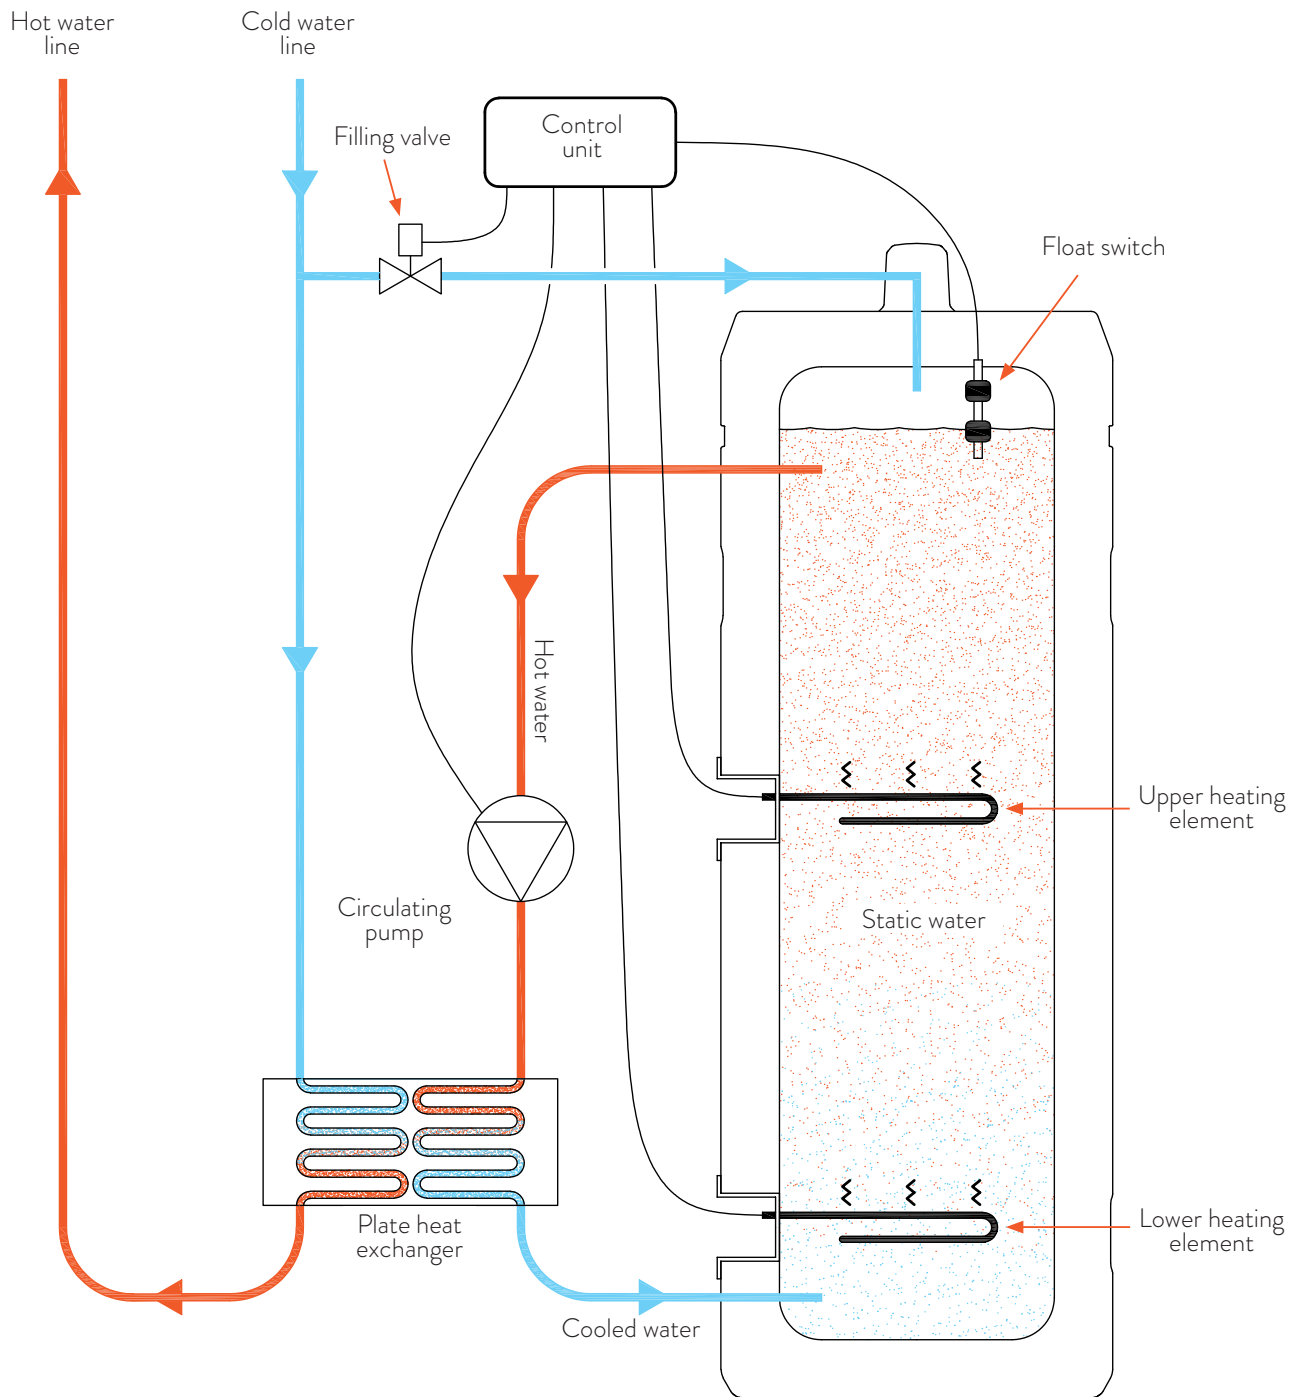 Hot water
line
Cold water
line
Filling valve
Control
unit
Float switch
Hot water
Upper heating
element
Circulating
pump
Static water
Plate heat
exchanger
Lower heating
element
Cooled water